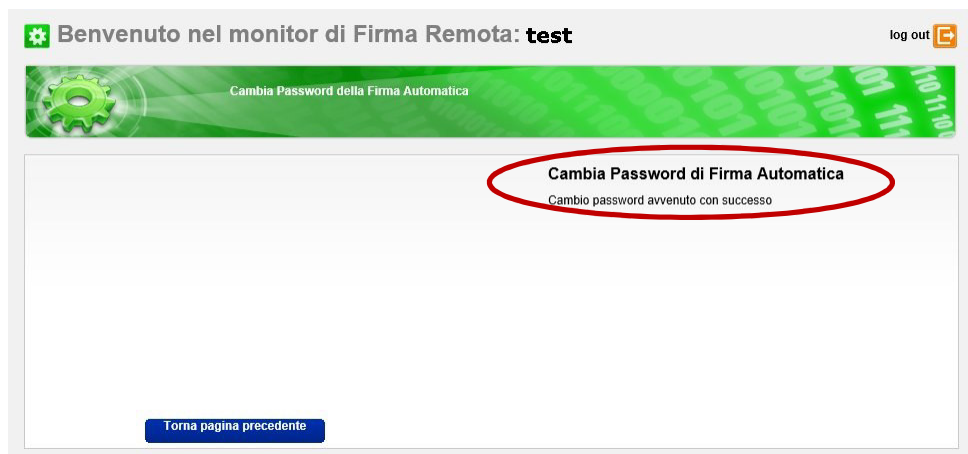 Benvenuto nel monitor di Firma Remota: test
log out
Cambia Password della Firma Automatica
Cambia Password di Firma Automatica
Cambio password avvenuto con successo
Torna pagina precedente